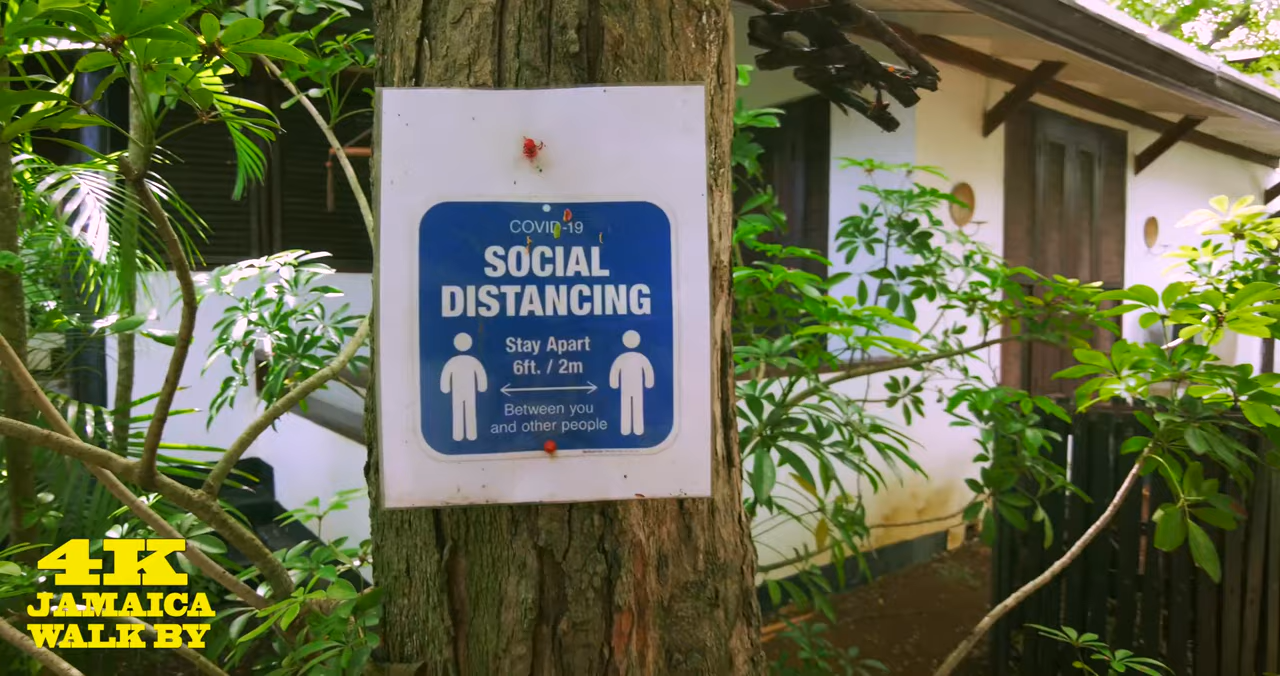 COVID-19
SOCIAL
DISTANCING
Stay Apart
6ft. / 2m
Between you
and other people
4K
JAMAICA
WALK BY